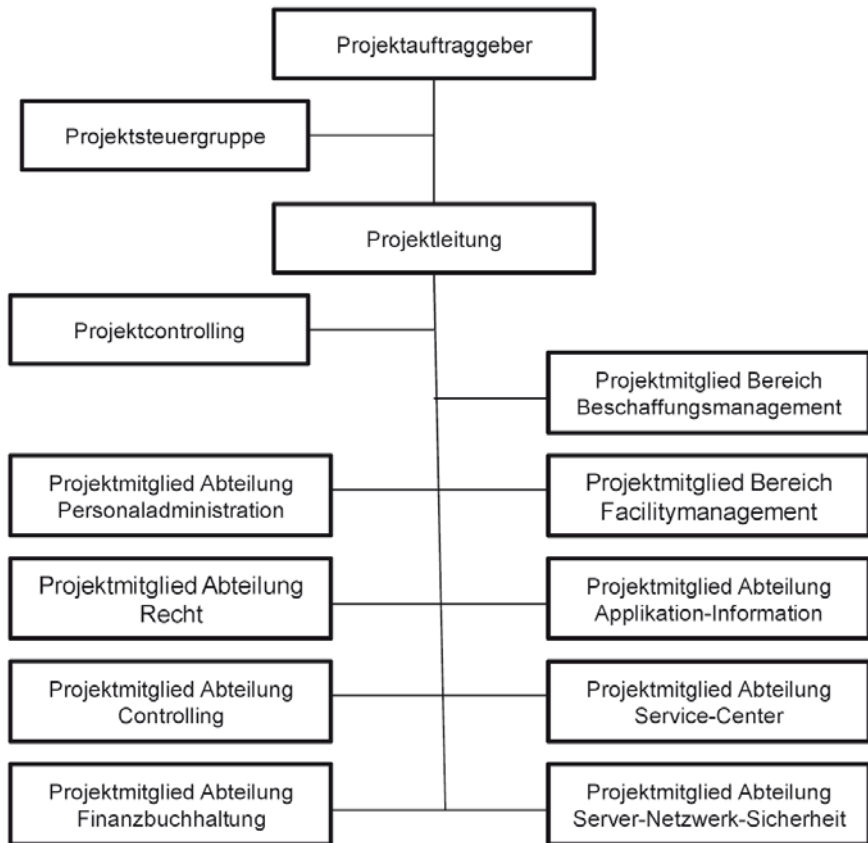 Projektauftraggeber
Projektsteuergruppe
Projektleitung
Projektcontrolling
Projektmitglied Bereich
Beschaffungsmanagement
Projektmitglied Abteilung
Personaladministration
Projektmitglied Bereich
Facilitymanagement
Projektmitglied Abteilung
Recht
Projektmitglied Abteilung
Applikation-Information
Projektmitglied Abteilung
Controlling
Projektmitglied Abteilung
Service-Center
Projektmitglied Abteilung
Finanzbuchhaltung
Projektmitglied Abteilung
Server-Netzwerk-Sicherheit